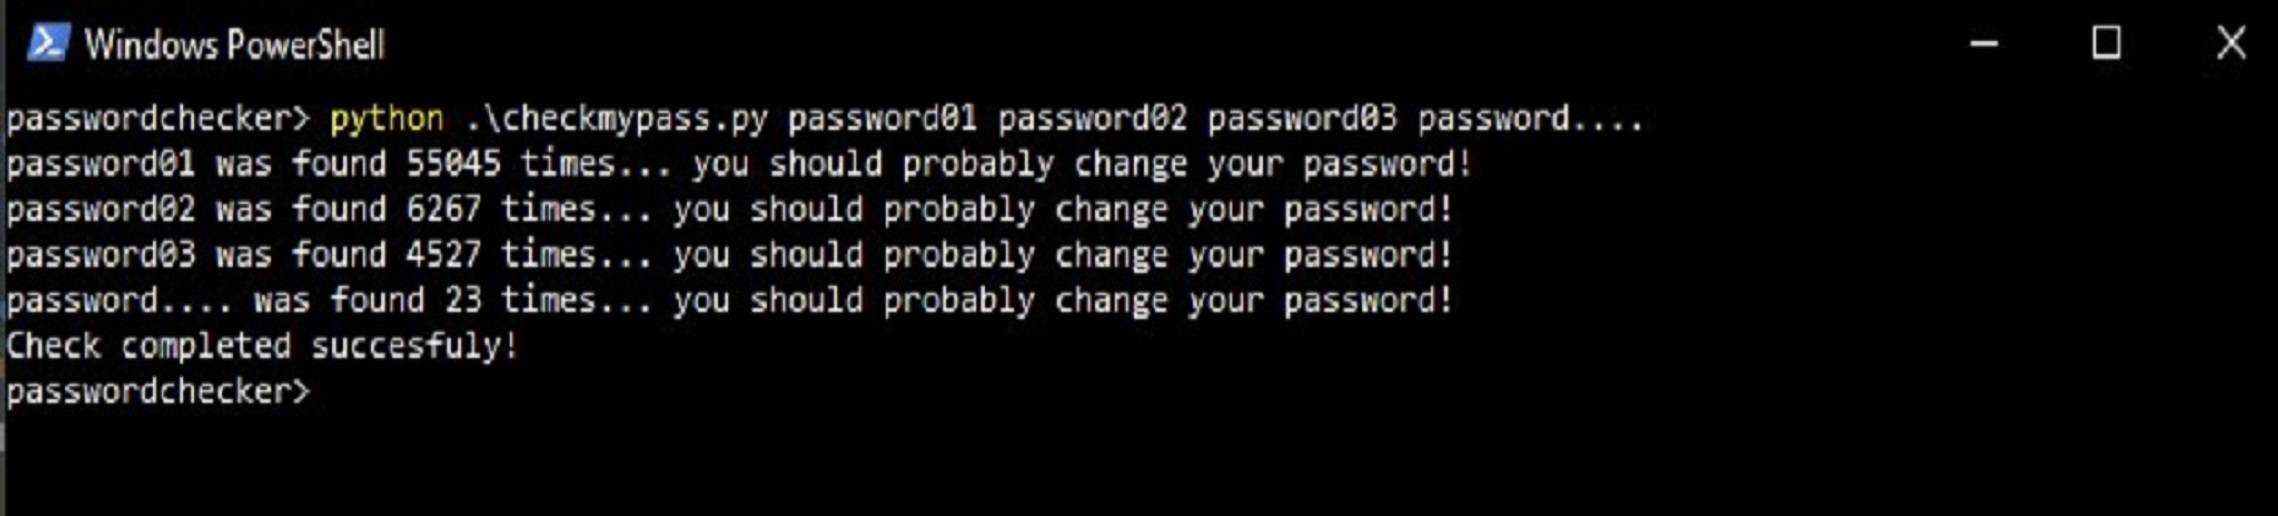 Windows PowerShell
passwordchecker> python .\checkmypass.py password01 password02 password03 password....
password01 was found 55045 times... you should probably change your password!
password02 was found 6267 times... you should probably change your password!
password03 was found 4527 times... you should probably change your password!
password.... was found 23 times... you should probably change your password!
Check completed succesfuly!
passwordchecker>